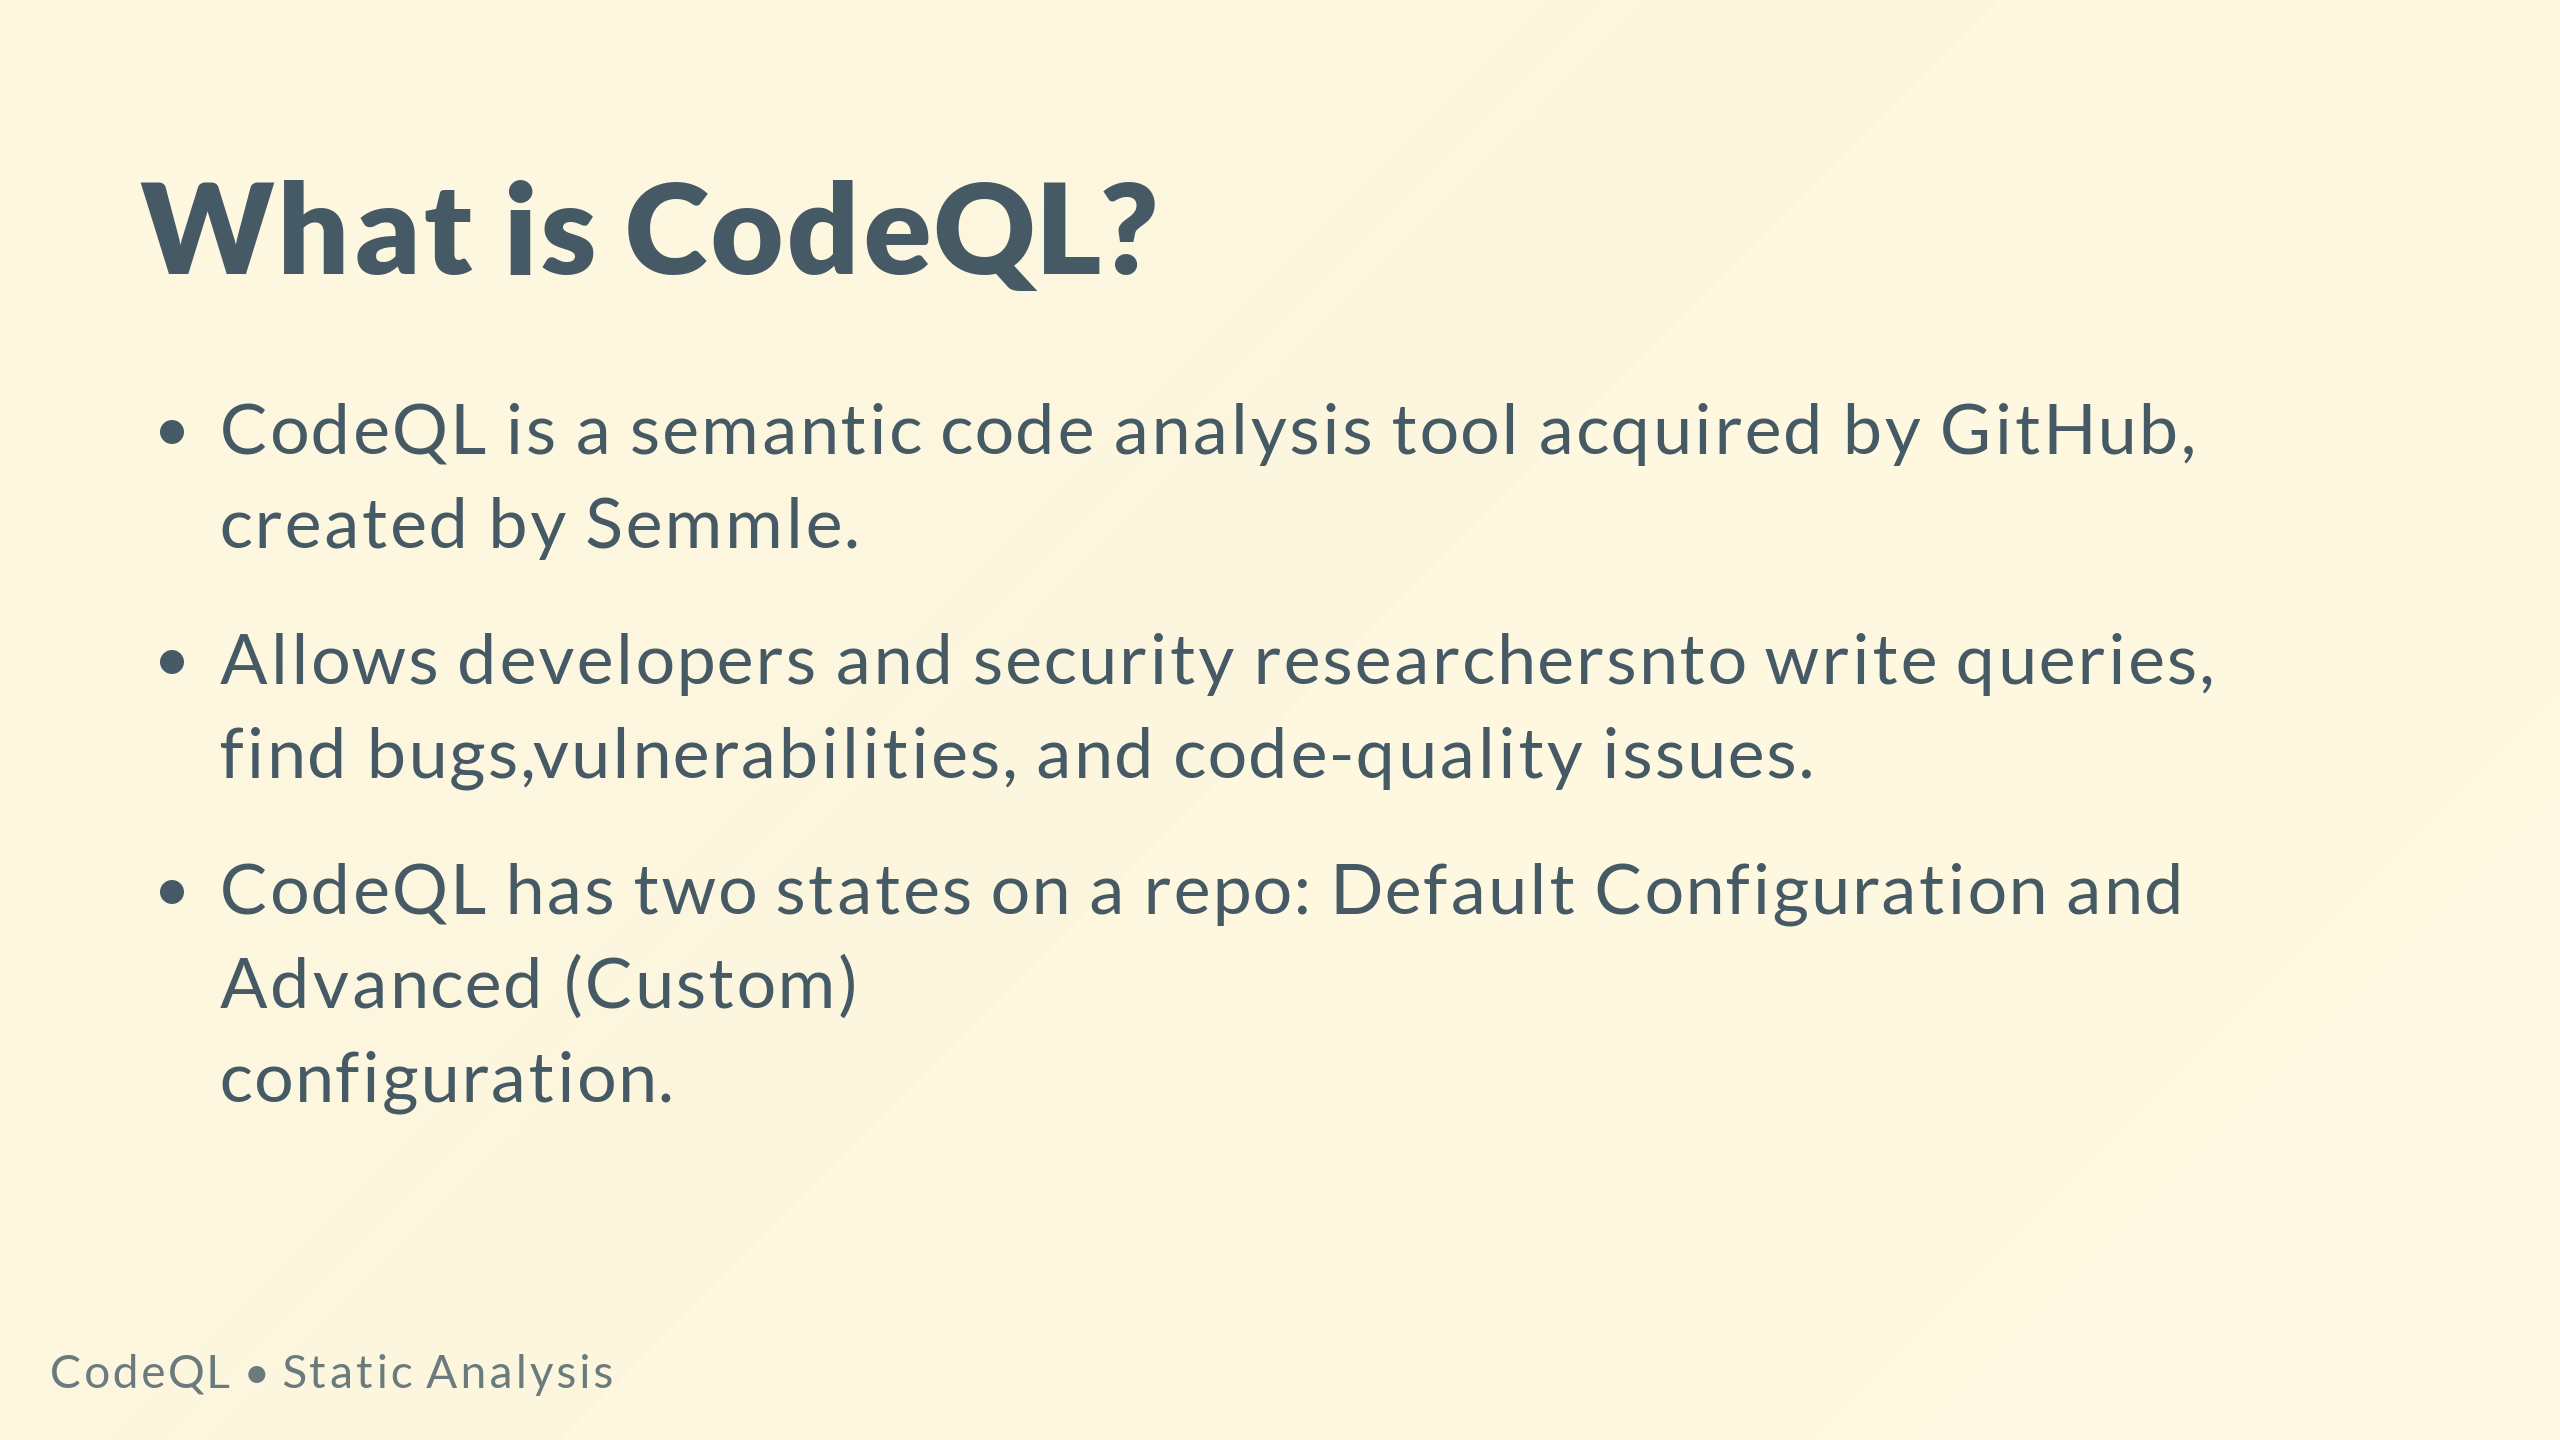 What is CodeQL?
• CodeQL is a semantic code analysis tool acquired by GitHub,
created by Semmle.
• Allows developers and security researchersnto write queries,
find bugs,vulnerabilities, and code-quality issues.
• CodeQL has two states on a repo: Default Configuration and
Advanced (Custom)
configuration.
CodeQL • Static Analysis